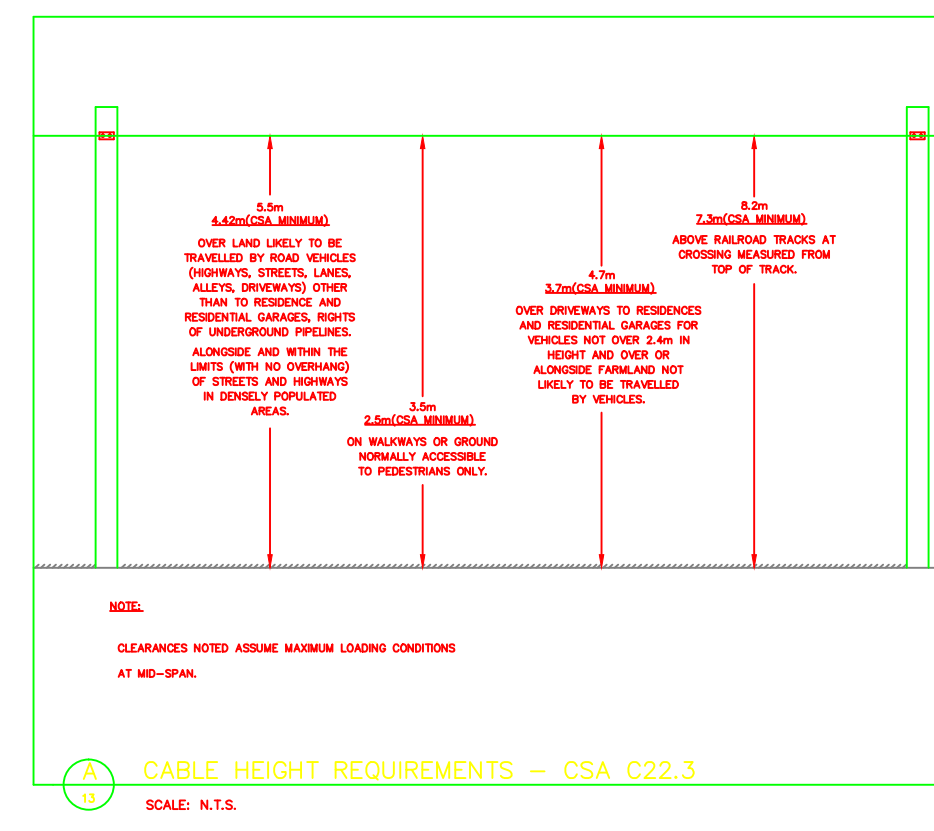 5.5m
4.42m(CSA MINIMUM)
OVER LAND LIKELY TO BE
TRAVELLED BY ROAD VEHICLES
(HIGHWAYS, STREETS, LANES,
ALLEYS, DRIVEWAYS) OTHER
THAN TO RESIDENCE AND
RESIDENTIAL GARAGES, RIGHTS
OF UNDERGROUND PIPELINES.
ALONGSIDE AND WITHIN THE
LIMITS (WITH NO OVERHANG)
OF STREETS AND HIGHWAYS
IN DENSELY POPULATED
AREAS.
3.5m
2.5m(CSA MINIMUM)
ON WALKWAYS OR GROUND
NORMALLY ACCESSIBLE
TO PEDESTRIANS ONLY.
4.7m
3.7m(CSA MINIMUM)
OVER DRIVEWAYS TO RESIDENCES
AND RESIDENTIAL GARAGES FOR
VEHICLES NOT OVER 2.4m IN
HEIGHT AND OVER OR
ALONGSIDE FARMLAND NOT
LIKELY TO BE TRAVELLED
BY VEHICLES.
8.2m
7.3m(CSA MINIMUM)
ABOVE RAILROAD TRACKS AT
CROSSING MEASURED FROM
TOP OF TRACK.
NOTE:
CLEARANCES NOTED ASSUME MAXIMUM LOADING CONDITIONS
AT MID-SPAN.
A
13
CABLE HEIGHT REQUIREMENTS - CSA C22.3
SCALE: N.T.S.